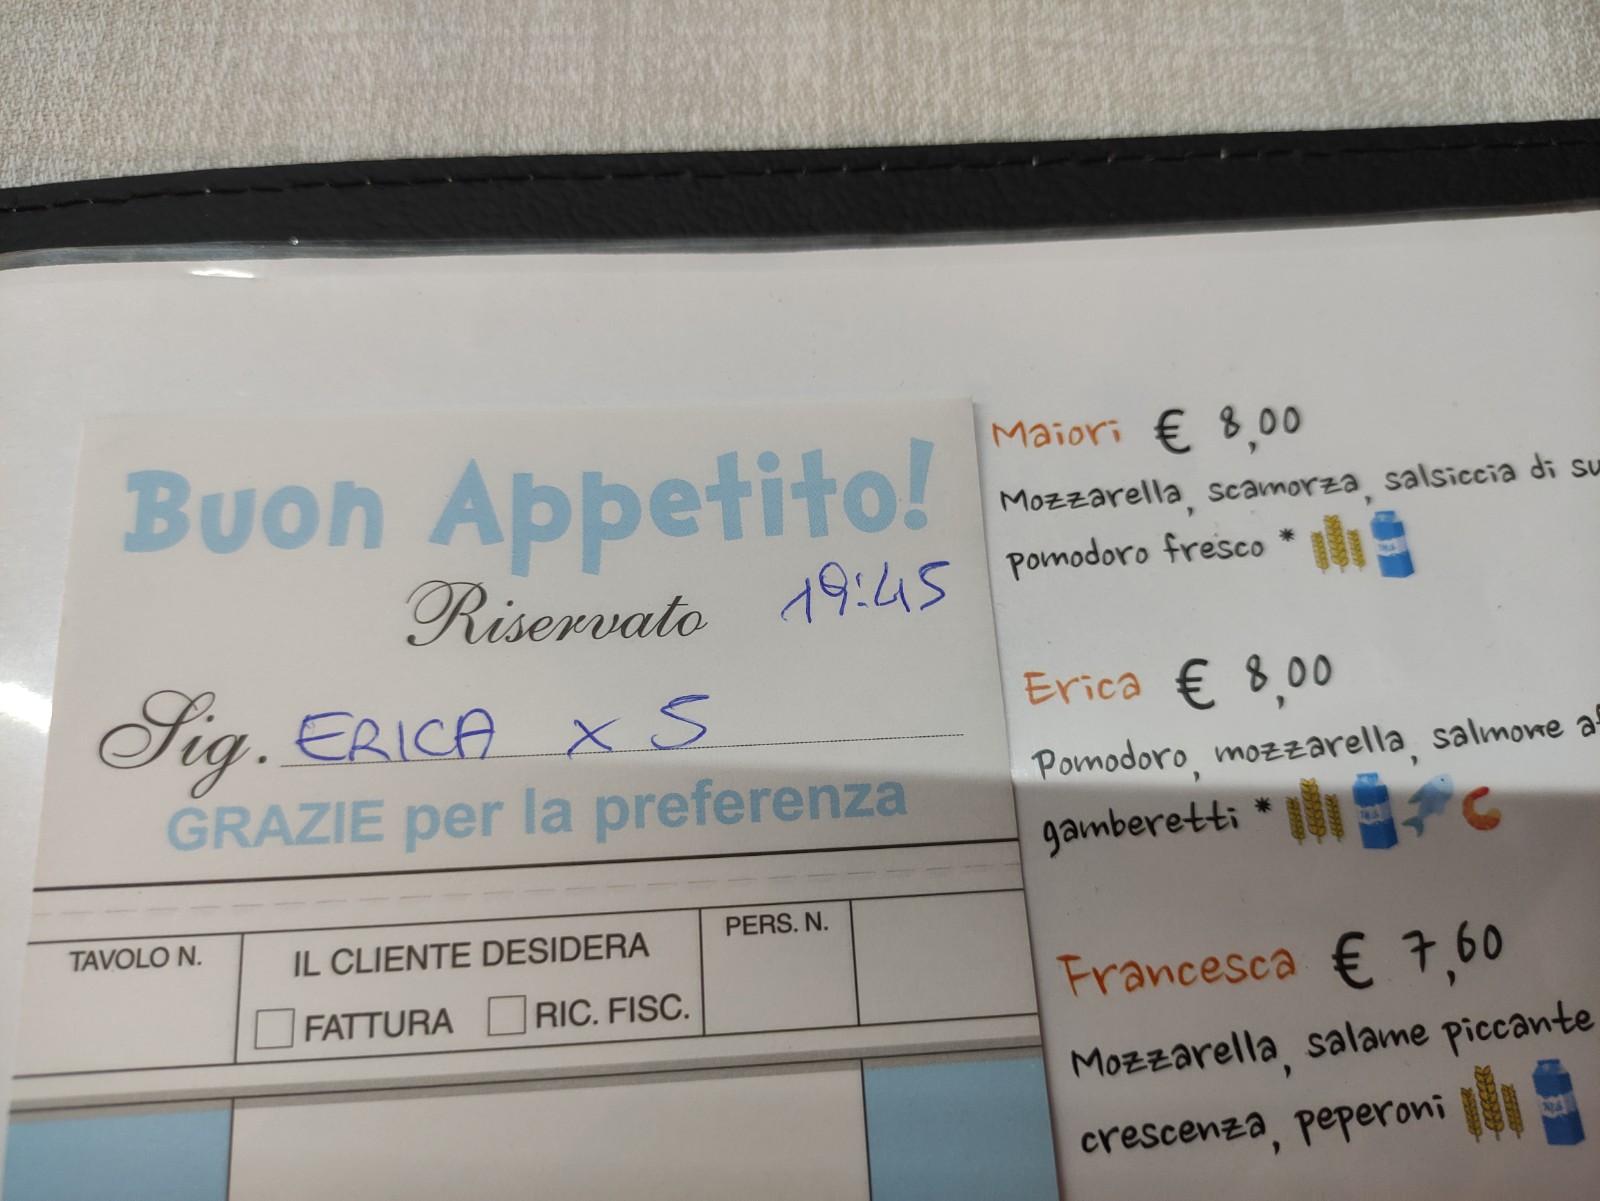 Buon Appetito!
Riservato 19:45
Sig. ERICA x 5
GRAZIE per la preferenza
TAVOLO N.
IL CLIENTE DESIDERA
FATTURA RIC. FISC.
PERS. N.
Maiori € 8,00
Mozzarella, scamorza, salsiccia di su
pomodoro fresco *
Erica € 8,00
Pomodoro, mozzarella, salmone af
gamberetti *
Francesca € 7,60
Mozzarella, salame piccante
crescenza, peperoni